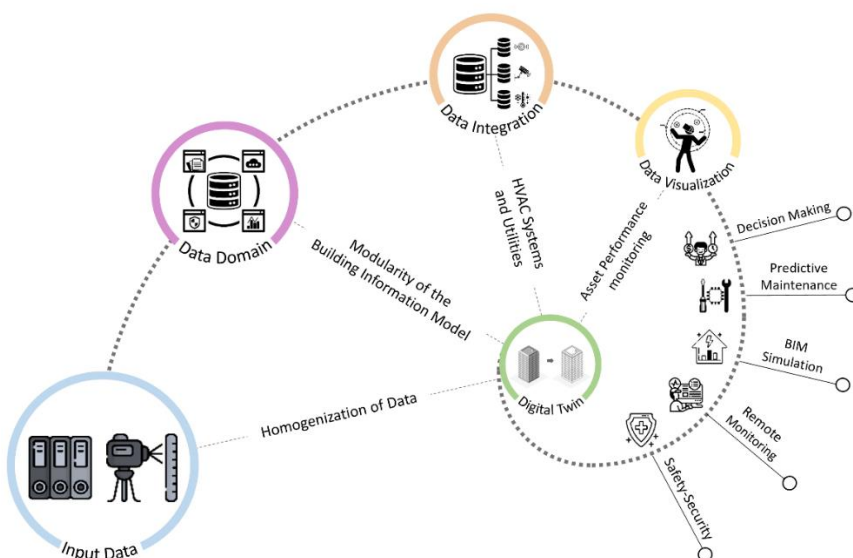 Data Integration
Data Visualization
Data Domain
Input Data
Digital Twin
Homogenization of Data
Modularity of the
Building Information Model
HVAC Systems
and Utilities
Asset Performance
monitoring
Decision Making
Predictive
Maintenance
BIM
Simulation
Remote
Monitoring
Safety-Security